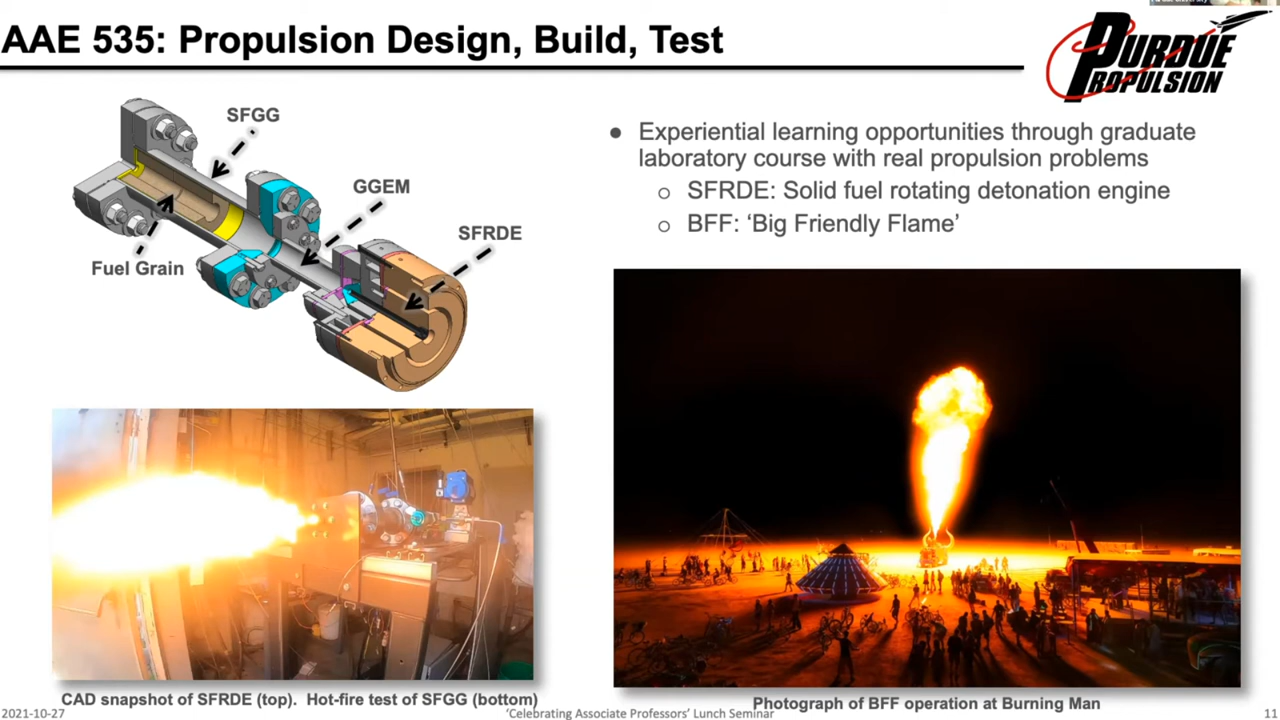 AAE 535: Propulsion Design, Build, Test
PURDUE
PROPULSION
SFGG
GGEM
SFRDE
Fuel Grain
● Experiential learning opportunities through graduate
laboratory course with real propulsion problems
○ SFRDE: Solid fuel rotating detonation engine
○ BFF: ‘Big Friendly Flame’
CAD snapshot of SFRDE (top).  Hot-fire test of SFGG (bottom)
Photograph of BFF operation at Burning Man
2021-10-27
‘Celebrating Associate Professors’ Lunch Seminar
11